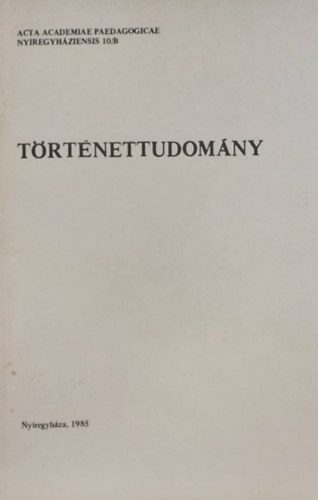 ACTA ACADEMIAE PAEDAGOGICAE
NYIREGYHÁZIENSIS 10/B
TÖRTÉNETTUDOMÁNY
Nyíregyháza, 1985